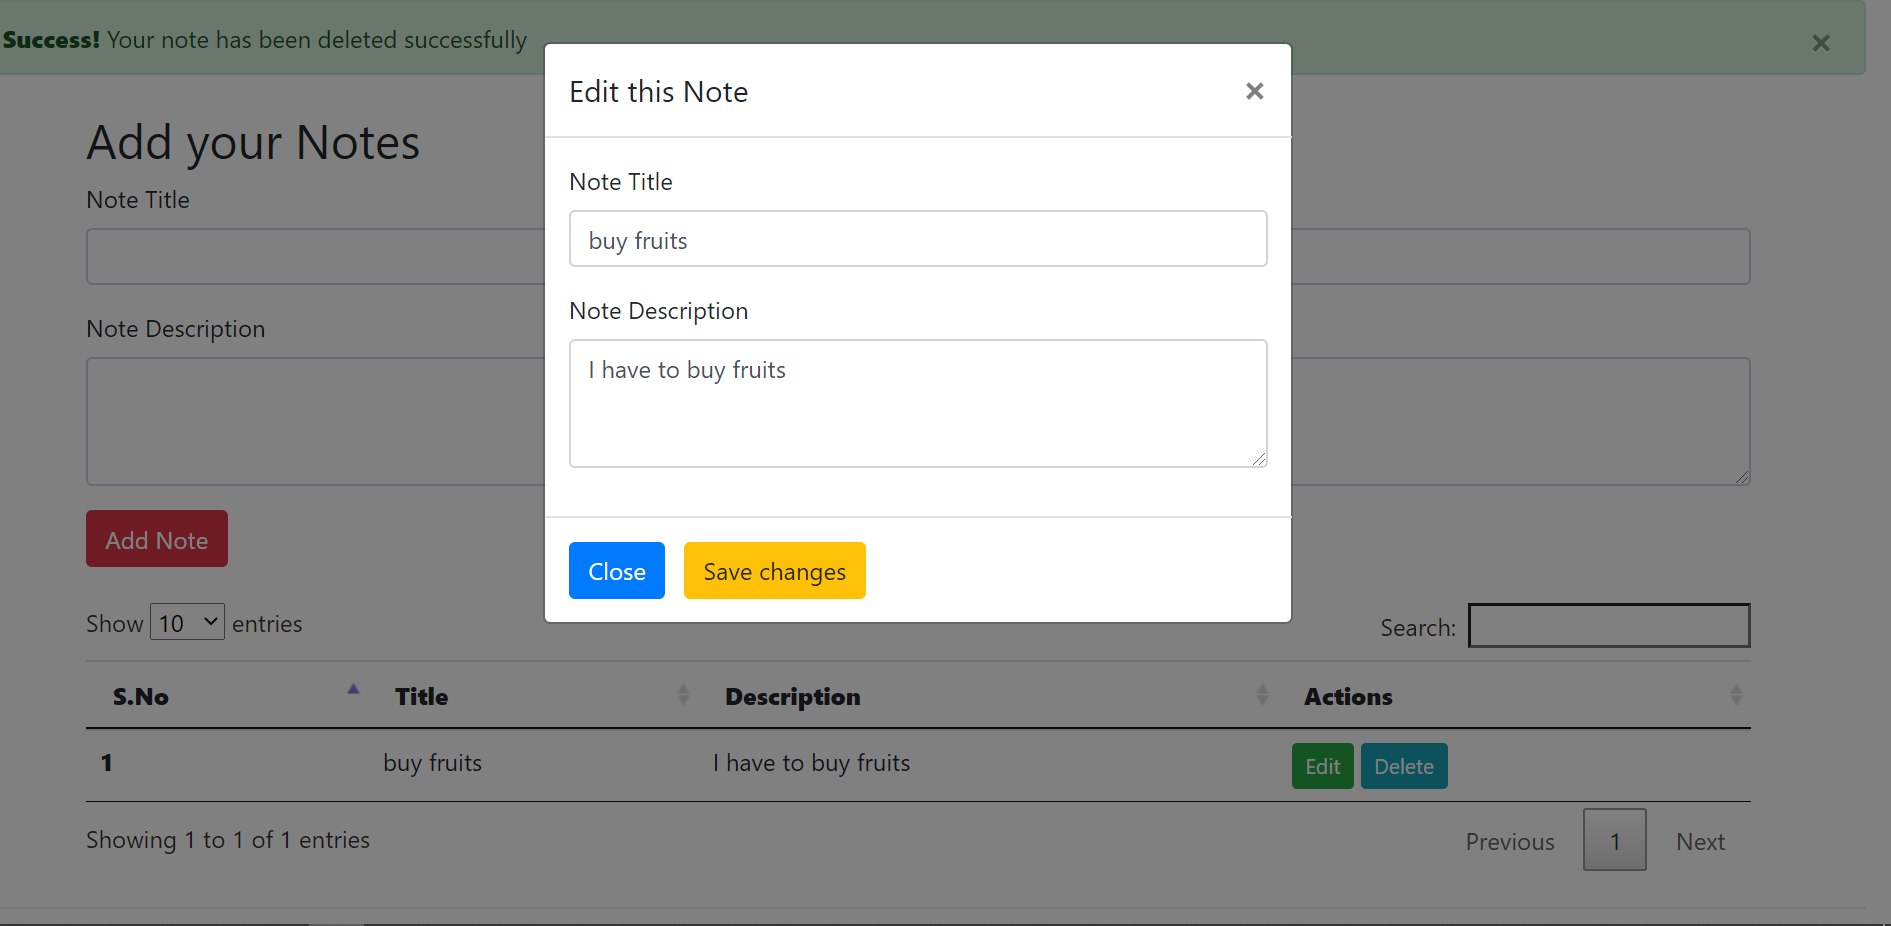 Success! Your note has been deleted successfully
×
Edit this Note
×
Note Title
buy fruits
Note Description
I have to buy fruits
Close Save changes
Add your Notes
Note Title
Note Description
Add Note
Show 10 entries
Search:
S.No Title Description Actions
1 buy fruits I have to buy fruits Edit Delete
Showing 1 to 1 of 1 entries
Previous 1 Next